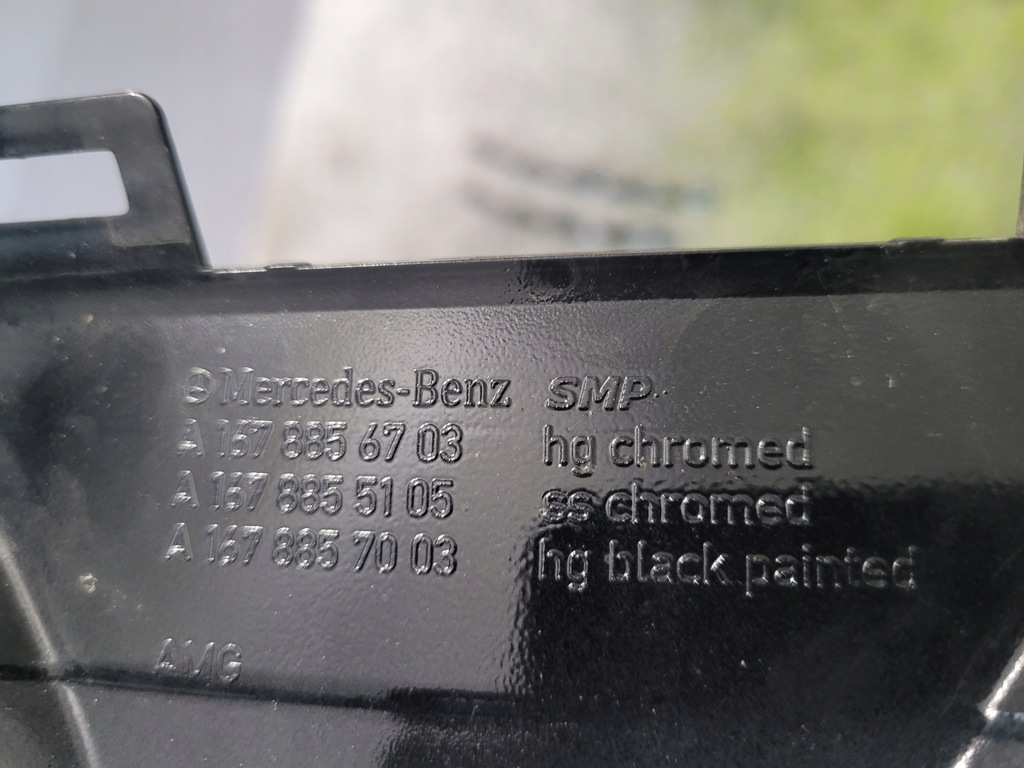 Mercedes-Benz SMP
A 167 885 67 03 hg chromed
A 167 885 51 05 ss chromed
A 167 885 70 03 hg black painted
AMG